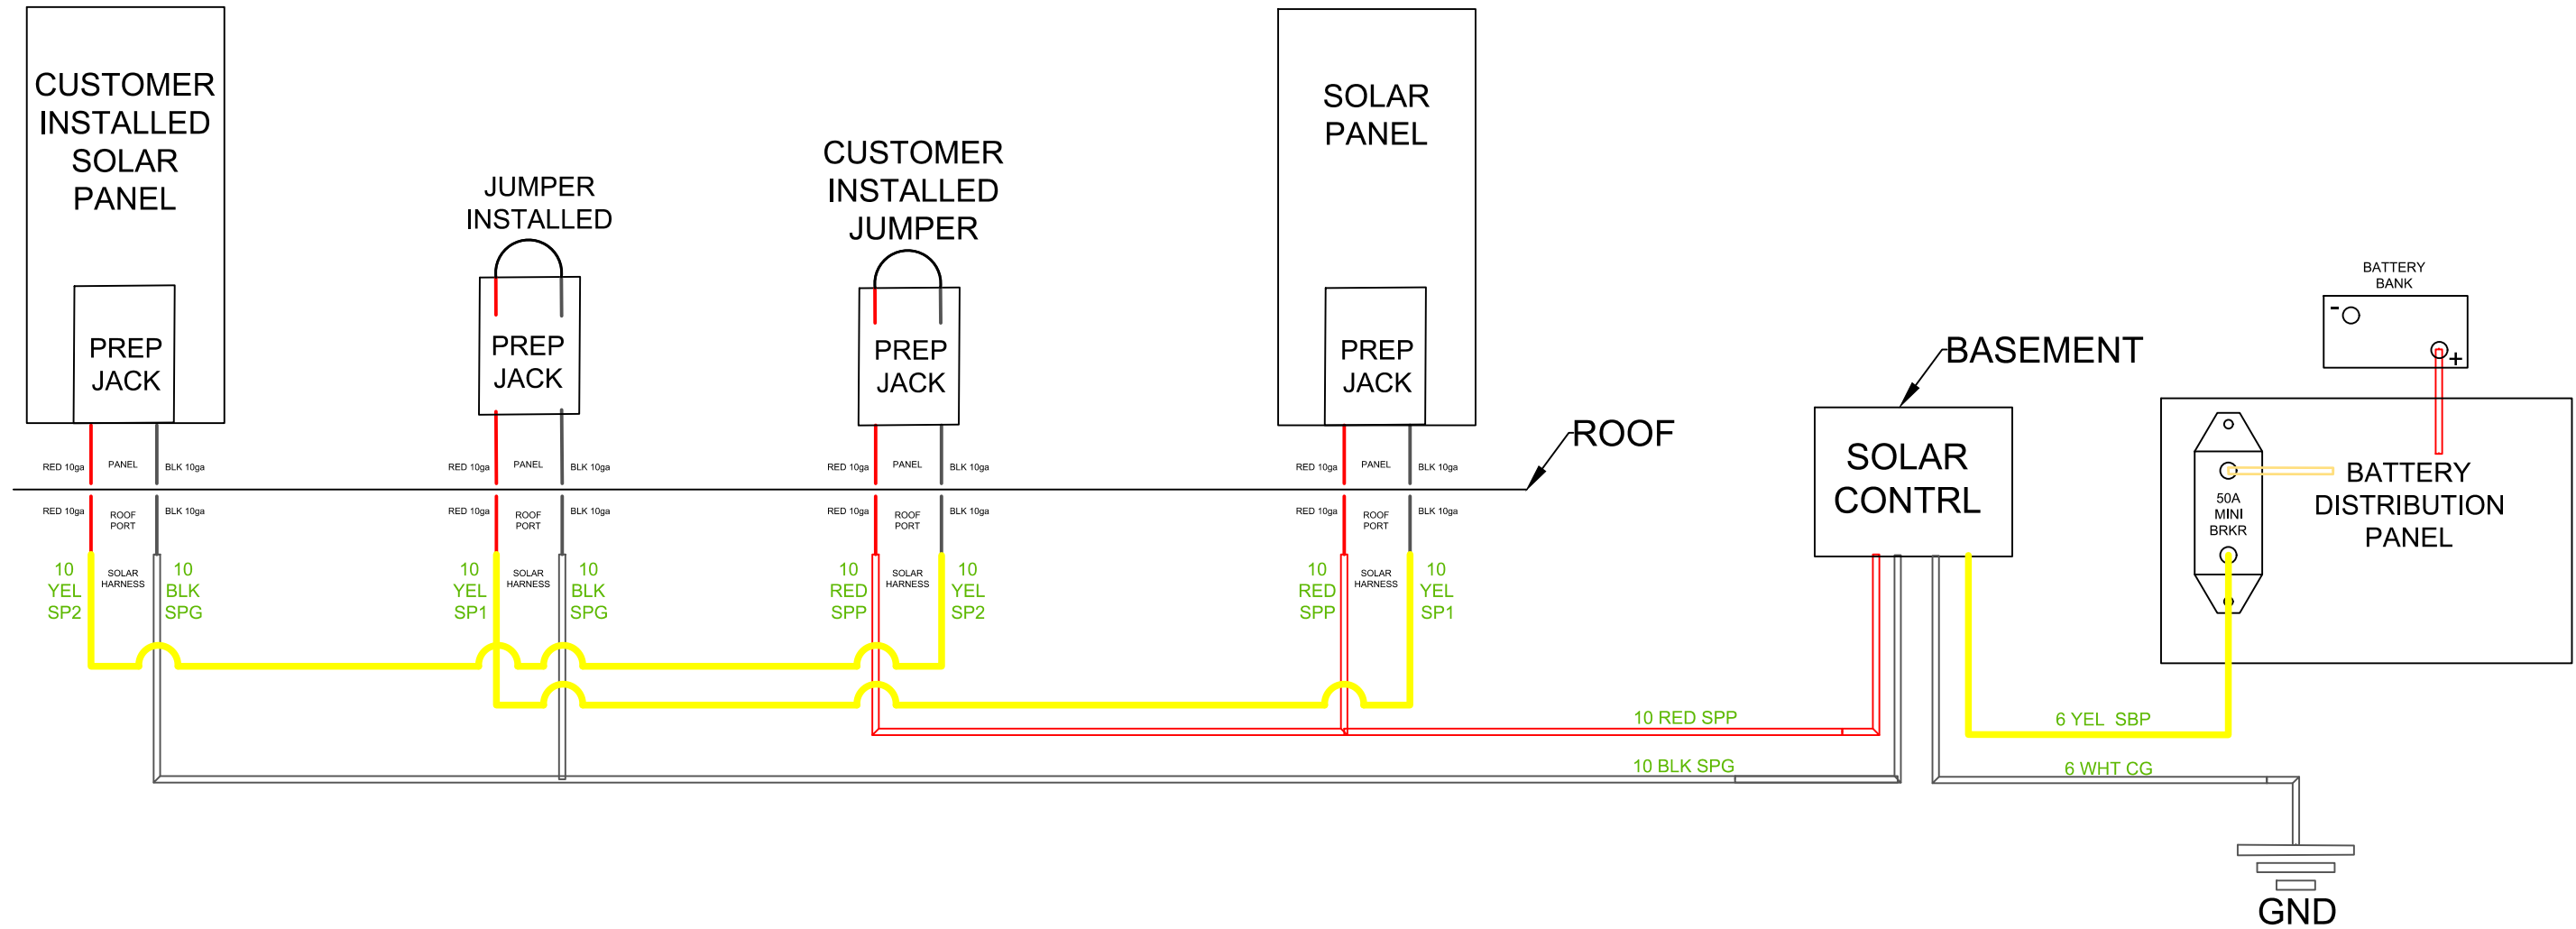 CUSTOMER
INSTALLED
SOLAR
PANEL
PREP
JACK
JUMPER
INSTALLED
PREP
JACK
CUSTOMER
INSTALLED
JUMPER
PREP
JACK
SOLAR
PANEL
PREP
JACK
ROOF
BASEMENT
SOLAR
CONTRL
BATTERY
BANK
- +
50A
MINI
BRKR
BATTERY
DISTRIBUTION
PANEL
RED 10ga PANEL BLK 10ga
RED 10ga PANEL BLK 10ga
RED 10ga PANEL BLK 10ga
RED 10ga PANEL BLK 10ga
RED 10ga ROOF PORT BLK 10ga
RED 10ga ROOF PORT BLK 10ga
RED 10ga ROOF PORT BLK 10ga
RED 10ga ROOF PORT BLK 10ga
10
YEL
SP2
SOLAR
HARNESS
10
BLK
SPG
10
YEL
SP1
SOLAR
HARNESS
10
BLK
SPG
10
RED
SPP
SOLAR
HARNESS
10
YEL
SP2
10
RED
SPP
SOLAR
HARNESS
10
YEL
SP1
10 RED SPP
10 BLK SPG
6 YEL SBP
6 WHT CG
GND